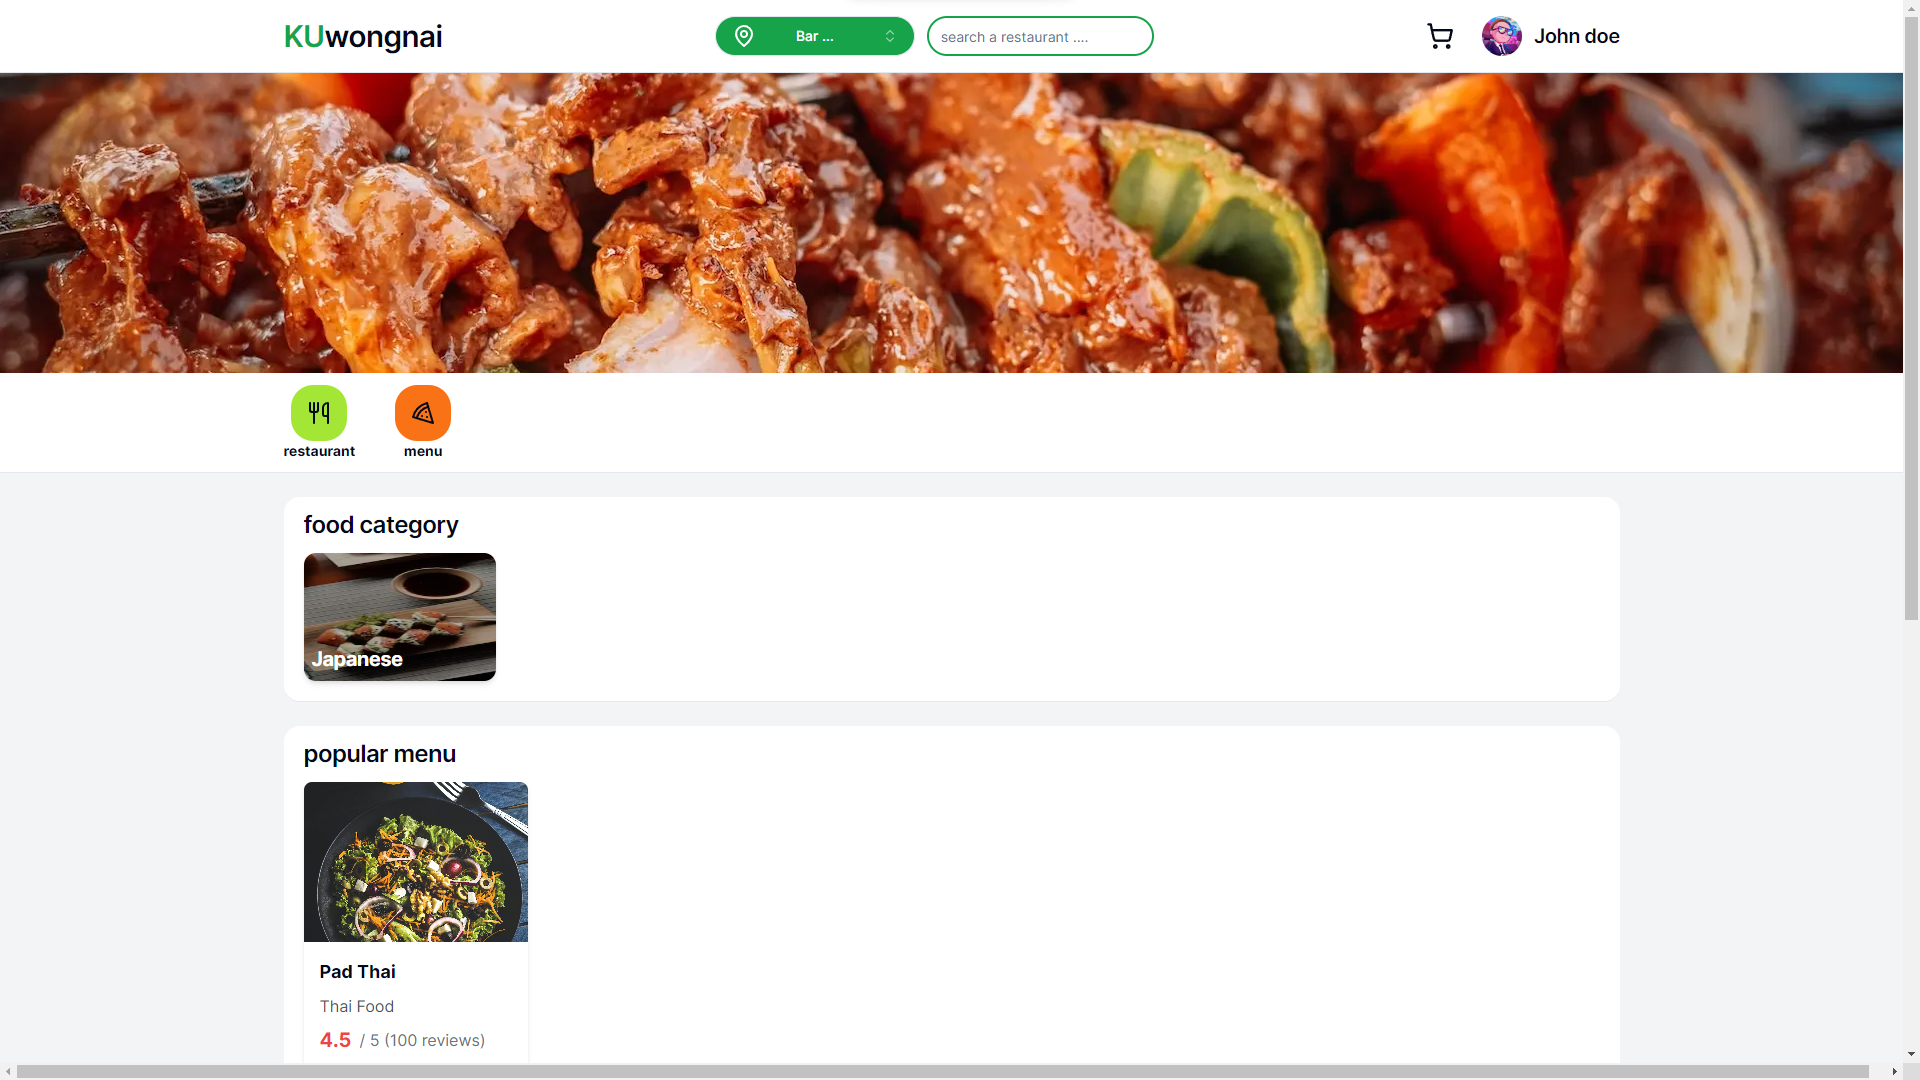 KUwongnai
Bar ...
search a restaurant ....
John doe
restaurant
menu
food category
Japanese
popular menu
Pad Thai
Thai Food
4.5 / 5 (100 reviews)